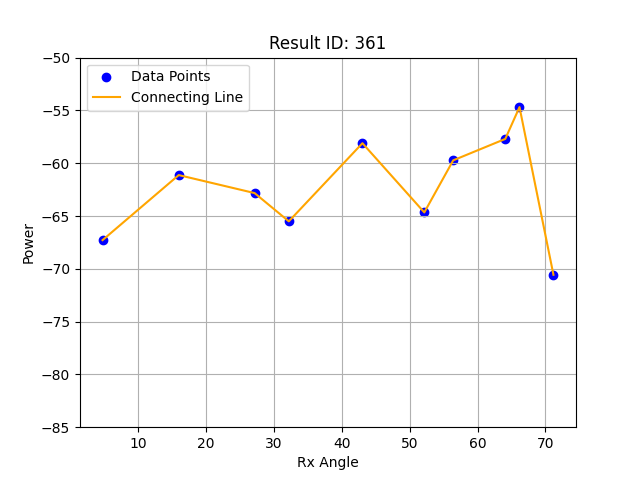 Result ID: 361
Data Points
Connecting Line
Power
−50
−55
−60
−65
−70
−75
−80
−85
10 20 30 40 50 60 70
Rx Angle